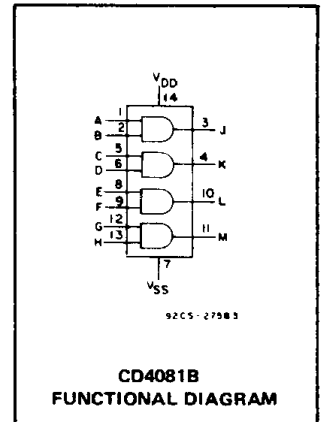 VDD
14
A 1
B 2
3 J
C 5
D 6
4 K
E 8
F 9
10 L
G 12
H 13
11 M
7
VSS
92CS-27583
CD4081B
FUNCTIONAL DIAGRAM